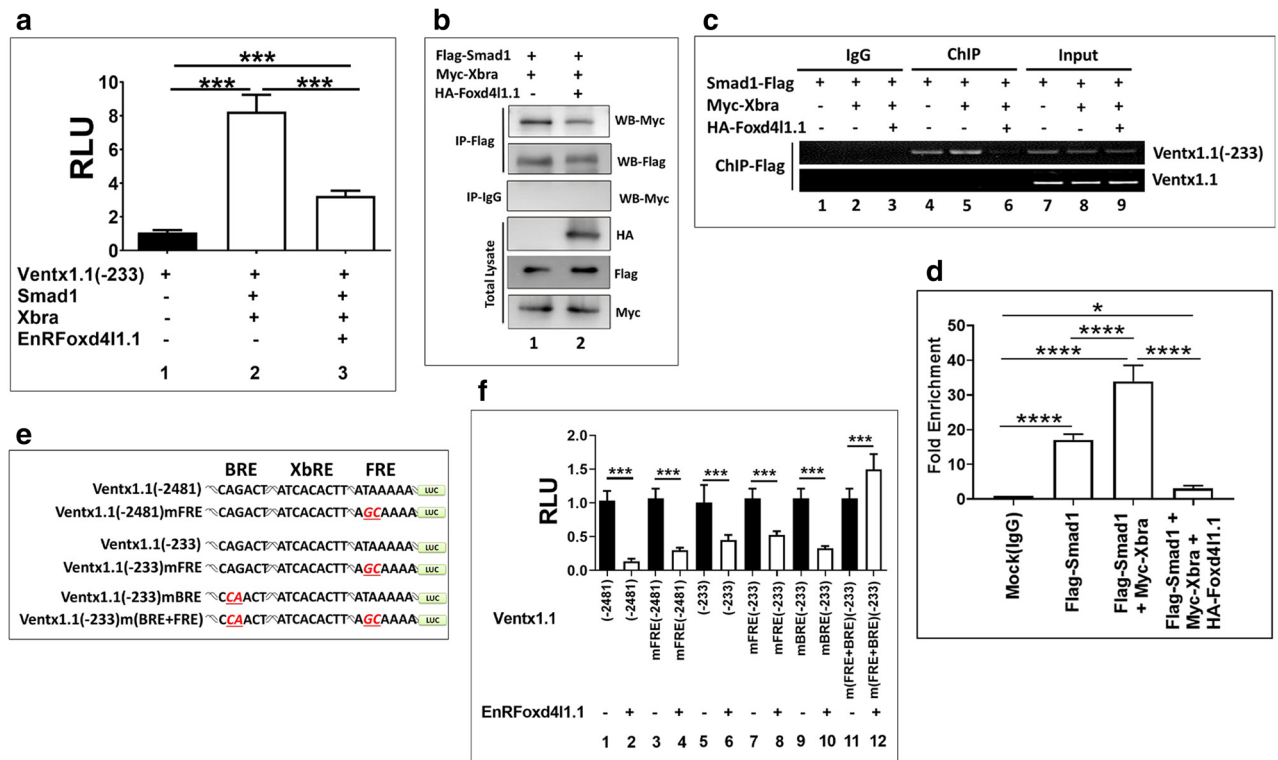 a
RLU
10
8
6
4
2
0
***
***
***
Ventx1.1(-233) + + +
Smad1 - + +
Xbra - + +
EnRFoxd4l1.1 - - +
1 2 3
b
Flag-Smad1 + +
Myc-Xbra + +
HA-Foxd4l1.1 +
IP-Flag
WB-Myc
WB-Flag
IP-IgG WB-Myc
Total Lysate
HA
Flag
Myc
1 2
c
IgG ChIP Input
Smad1-Flag + + + + + + + + +
Myc-Xbra - + + - + + - + +
HA-Foxd4l1.1 - - + - - + - - +
ChIP-Flag
Ventx1.1(-233)
Ventx1.1
1 2 3 4 5 6 7 8 9
d
Fold Enrichment
50
40
30
20
10
0
*
****
****
****
****
Mock(IgG)
Flag-Smad1
Flag-Smad1
+ Myc-Xbra
Flag-Smad1 +
Myc-Xbra +
HA-Foxd4l1.1
e
BRE XbRE FRE
Ventx1.1(-2481) CAGACT ATCACACTT ATAAAAA LUC
Ventx1.1(-2481)mFRE CAGACT ATCACACTT AGCAAAA LUC
Ventx1.1(-233) CAGACT ATCACACTT ATAAAAA LUC
Ventx1.1(-233)mFRE CAGACT ATCACACTT AGCAAAA LUC
Ventx1.1(-233)mBRE CCAACT ATCACACTT ATAAAAA LUC
Ventx1.1(-233)m(BRE+FRE) CCAACT ATCACACTT AGCAAAA LUC
f
RLU
2.0
1.5
1.0
0.5
0.0
*** *** *** *** *** ***
Ventx1.1
(-2481)
(-2481)
mFRE(-2481)
mFRE(-2481)
(-233)
(-233)
mFRE(-233)
mFRE(-233)
mBRE(-233)
mBRE(-233)
m(FRE+BRE)(-233)
m(FRE+BRE)(-233)
EnRFoxd4l1.1 - + - + - + - + - + - +
1 2 3 4 5 6 7 8 9 10 11 12